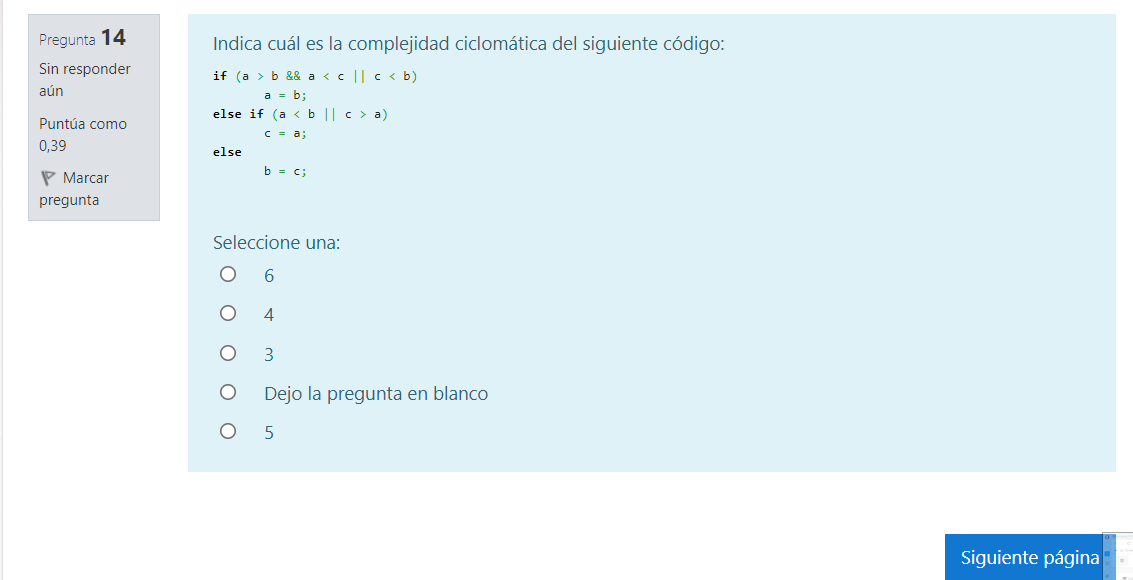 Pregunta 14
Sin responder
aún
Puntúa como
0,39
Marcar
pregunta
Indica cuál es la complejidad ciclomática del siguiente código:
if (a > b && a < c || c < b)
a = b;
else if (a < b || c > a)
c = a;
else
b = c;
Seleccione una:
6
4
3
Dejo la pregunta en blanco
5
Siguiente página